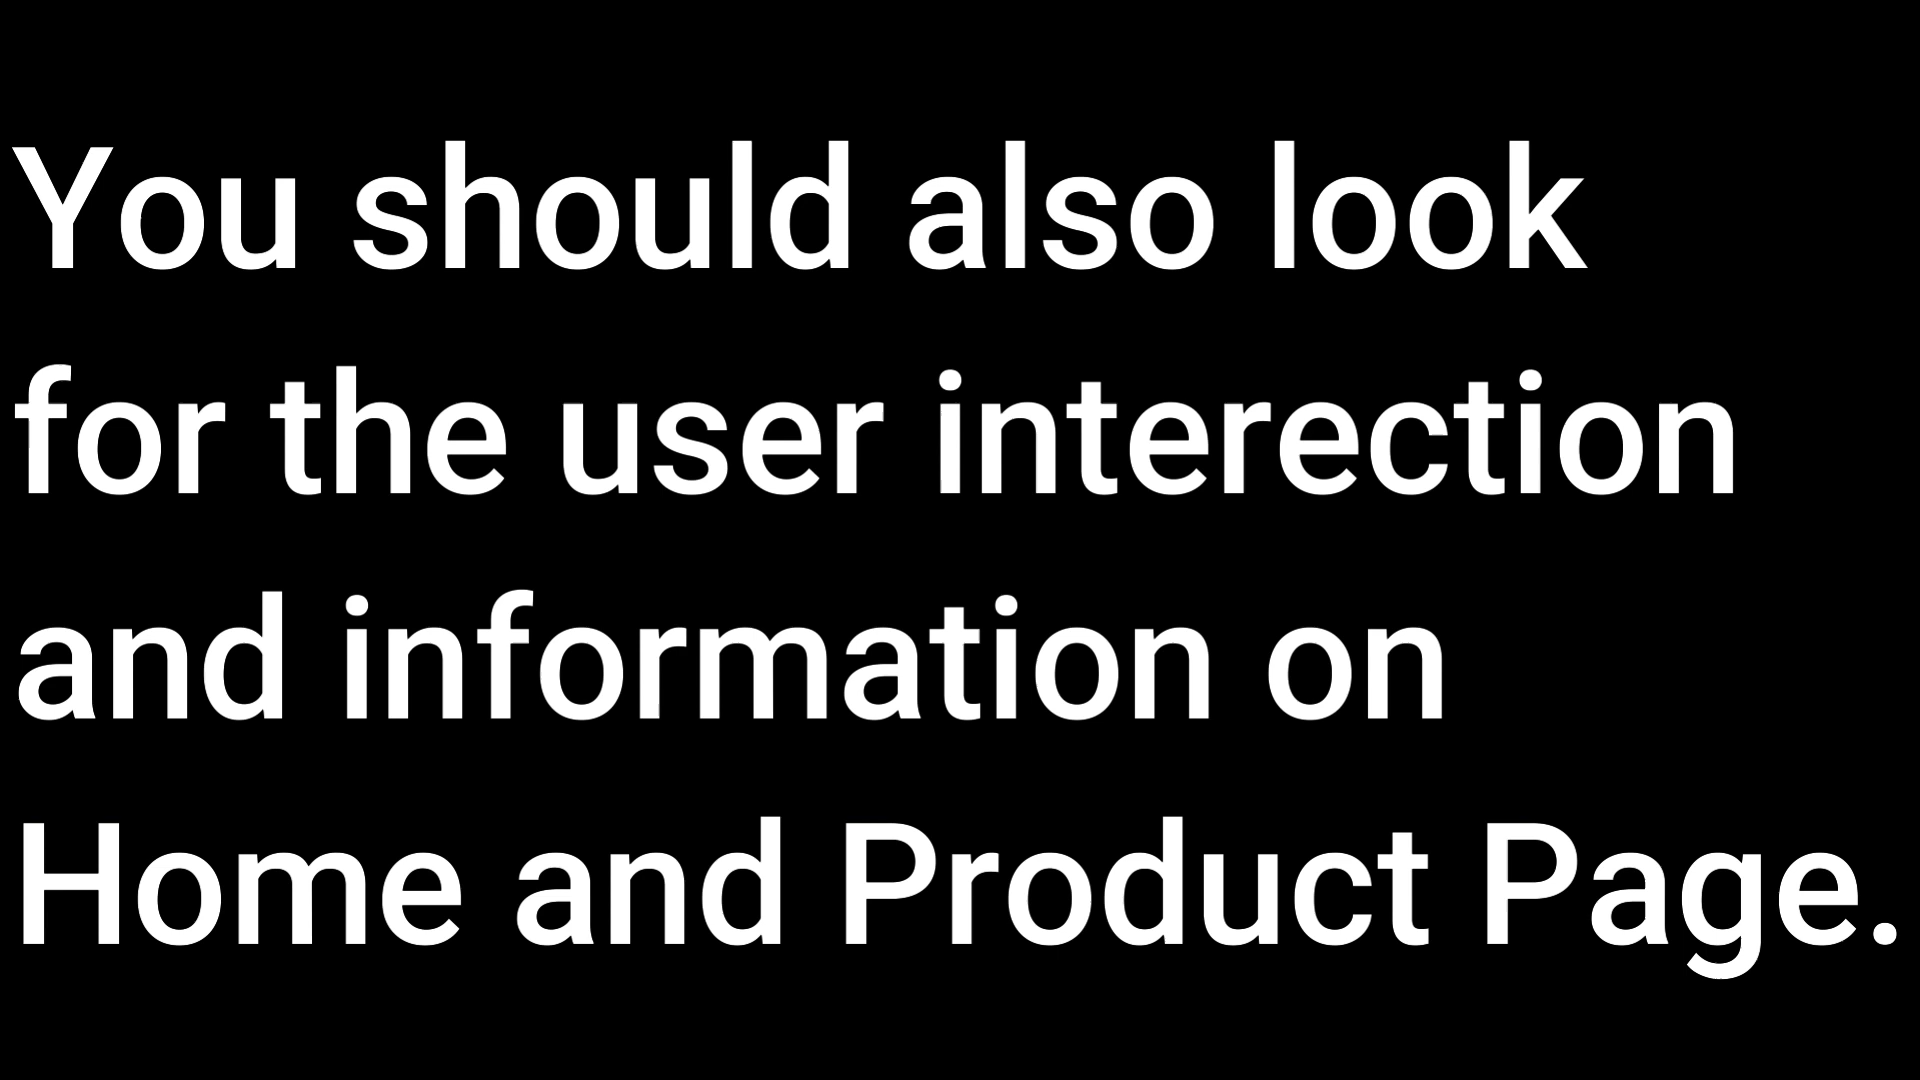 You should also look
for the user interection
and information on
Home and Product Page.